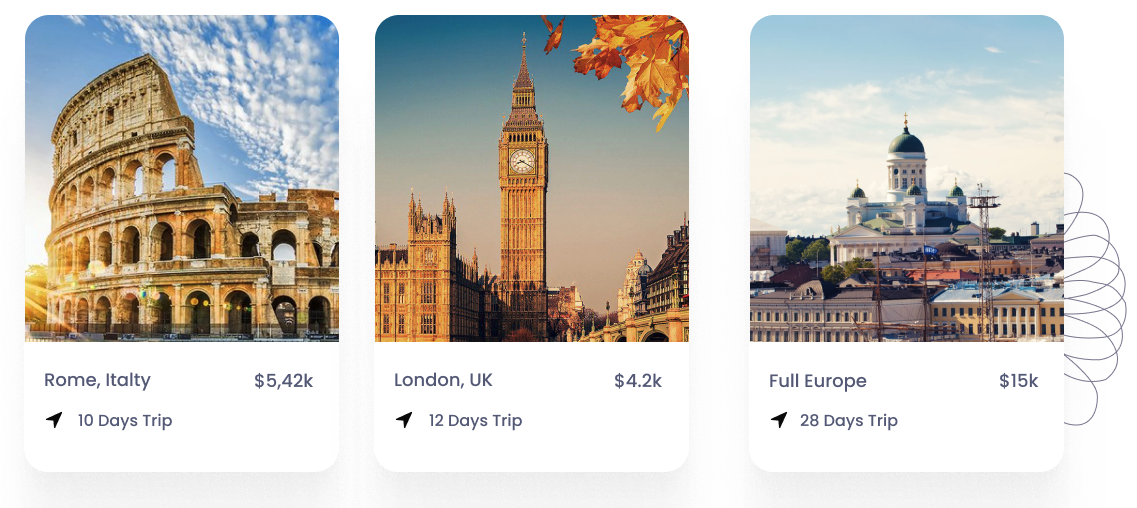 Rome, Italty $5,42k
10 Days Trip
London, UK $4.2k
12 Days Trip
Full Europe $15k
28 Days Trip